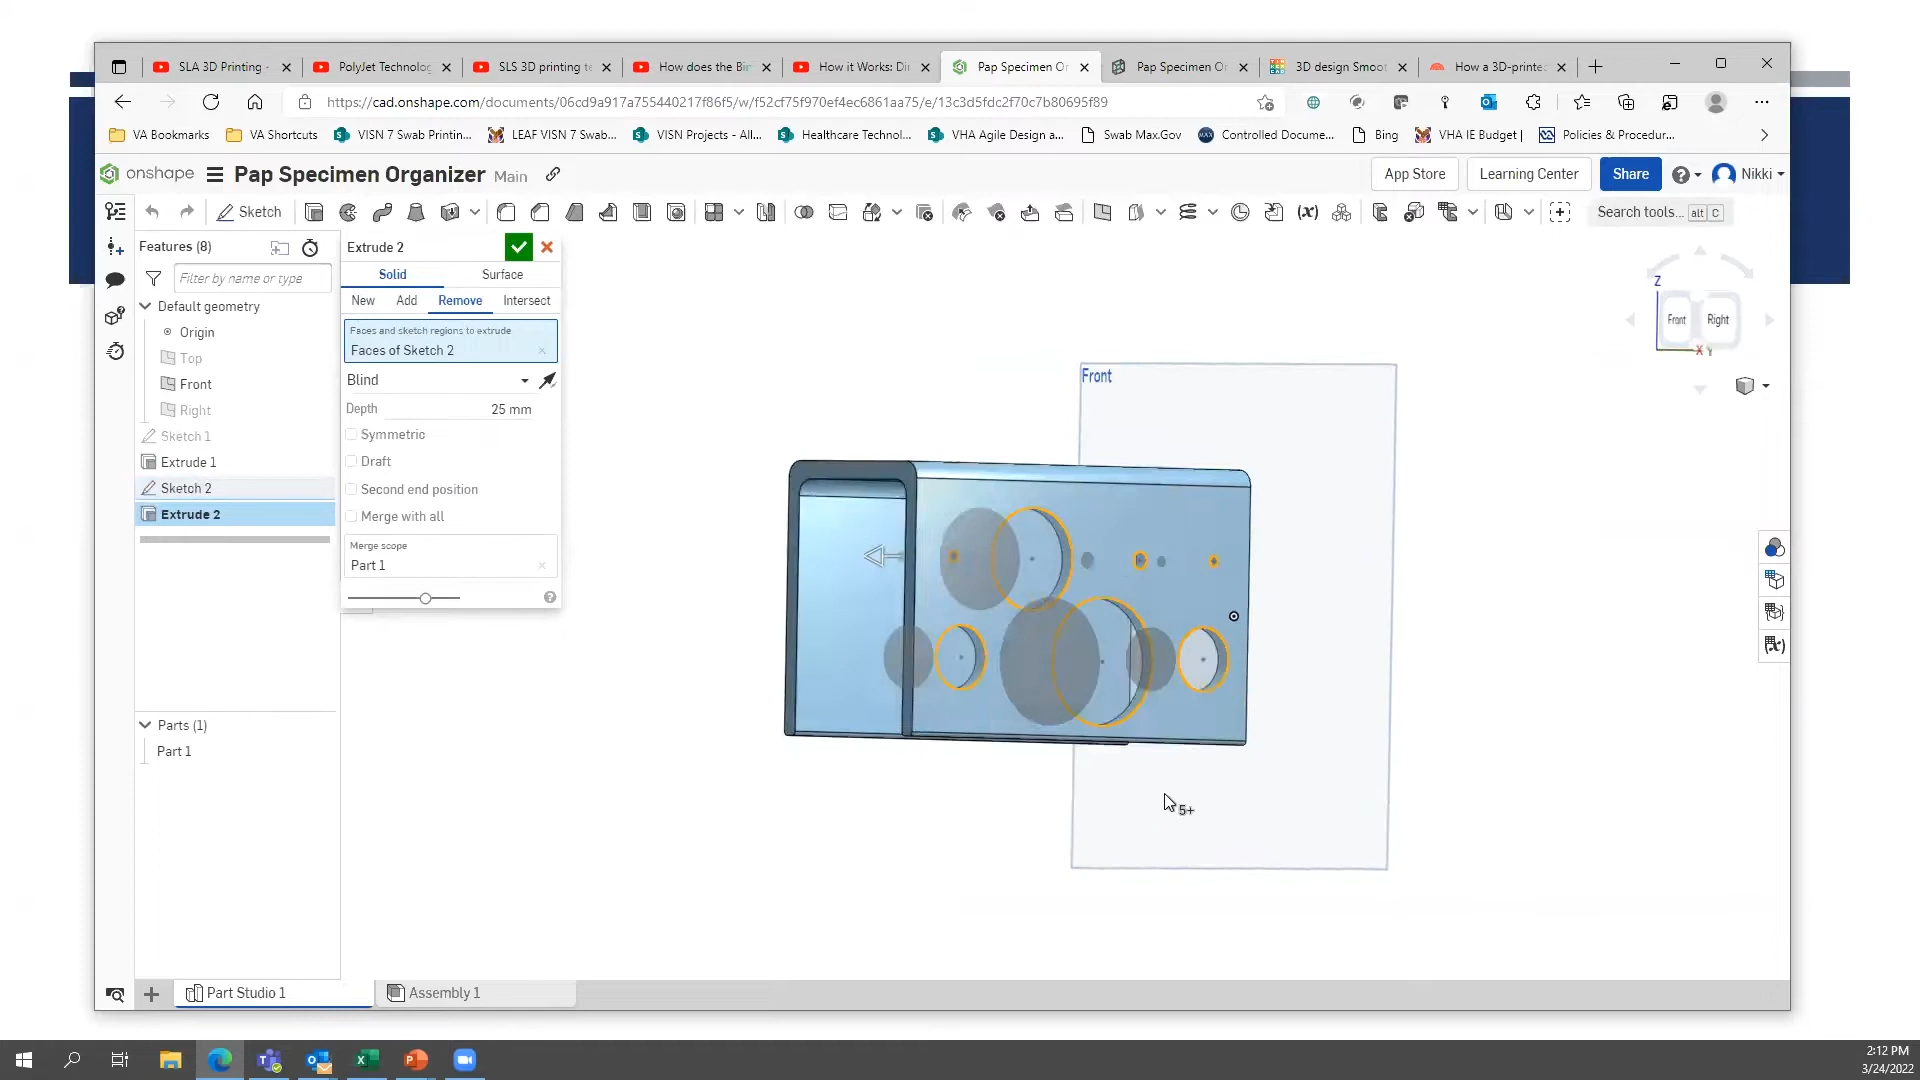 SLA 3D Printing -
PolyJet Technolog
SLS 3D printing te
How does the Bin
How it Works: Di
Pap Specimen Or
Pap Specimen O
3D design Smoot
How a 3D-printe
https://cad.onshape.com/documents/06cd9a917a755440217f86f5/w/f52cf75f970ef4ec6861aa75/e/13c3d5fdc2f70c7b80695f89
VA Bookmarks
VA Shortcuts
VISN 7 Swab Printin...
LEAF VISN 7 Swab...
VISN Projects - All...
Healthcare Technol...
VHA Agile Design a...
Swab Max.Gov
Controlled Docume...
Bing
VHA IE Budget |
Policies & Procedur...
onshape
Pap Specimen Organizer Main
App Store
Learning Center
Share
Nikki
Sketch
(x)
Search tools... alt C
Features (8)
Filter by name or type
Default geometry
Origin
Top
Front
Right
Sketch 1
Extrude 1
Sketch 2
Extrude 2
Parts (1)
Part 1
Extrude 2
Solid
Surface
New
Add
Remove
Intersect
Faces and sketch regions to extrude
Faces of Sketch 2
Blind
Depth
25 mm
Symmetric
Draft
Second end position
Merge with all
Merge scope
Part 1
Front
5+
Z
Front
Right
X
Y
(x)
Part Studio 1
Assembly 1
2:12 PM
3/24/2022